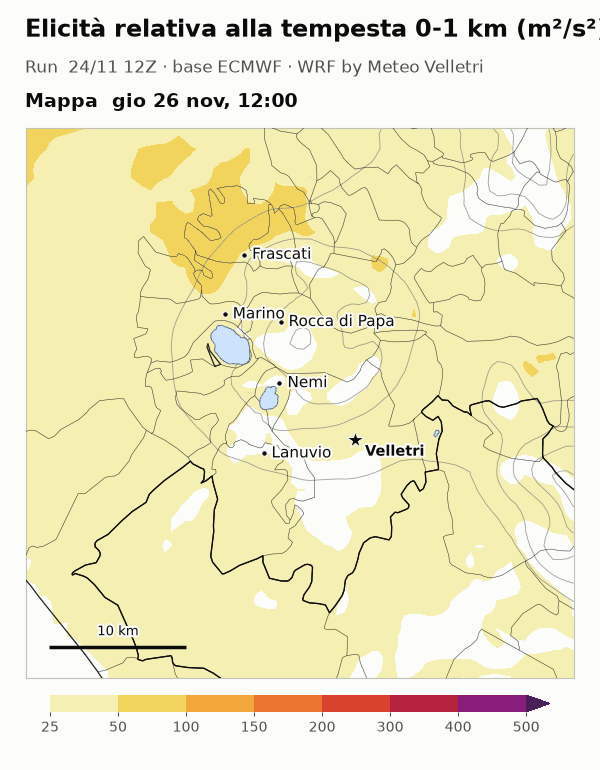 Elicità relativa alla tempesta 0-1 km (m²/s²)
Run  24/11 12Z · base ECMWF · WRF by Meteo Velletri
Mappa  gio 26 nov, 12:00
Frascati
Marino
Rocca di Papa
Nemi
Velletri
Lanuvio
10 km
25 50 100 150 200 300 400 500